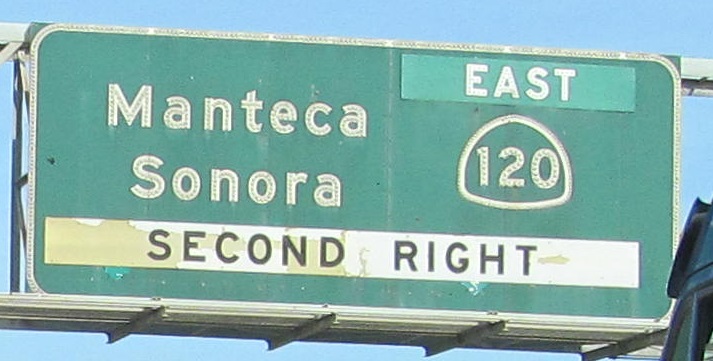 EAST
Manteca
120
Sonora
SECOND RIGHT